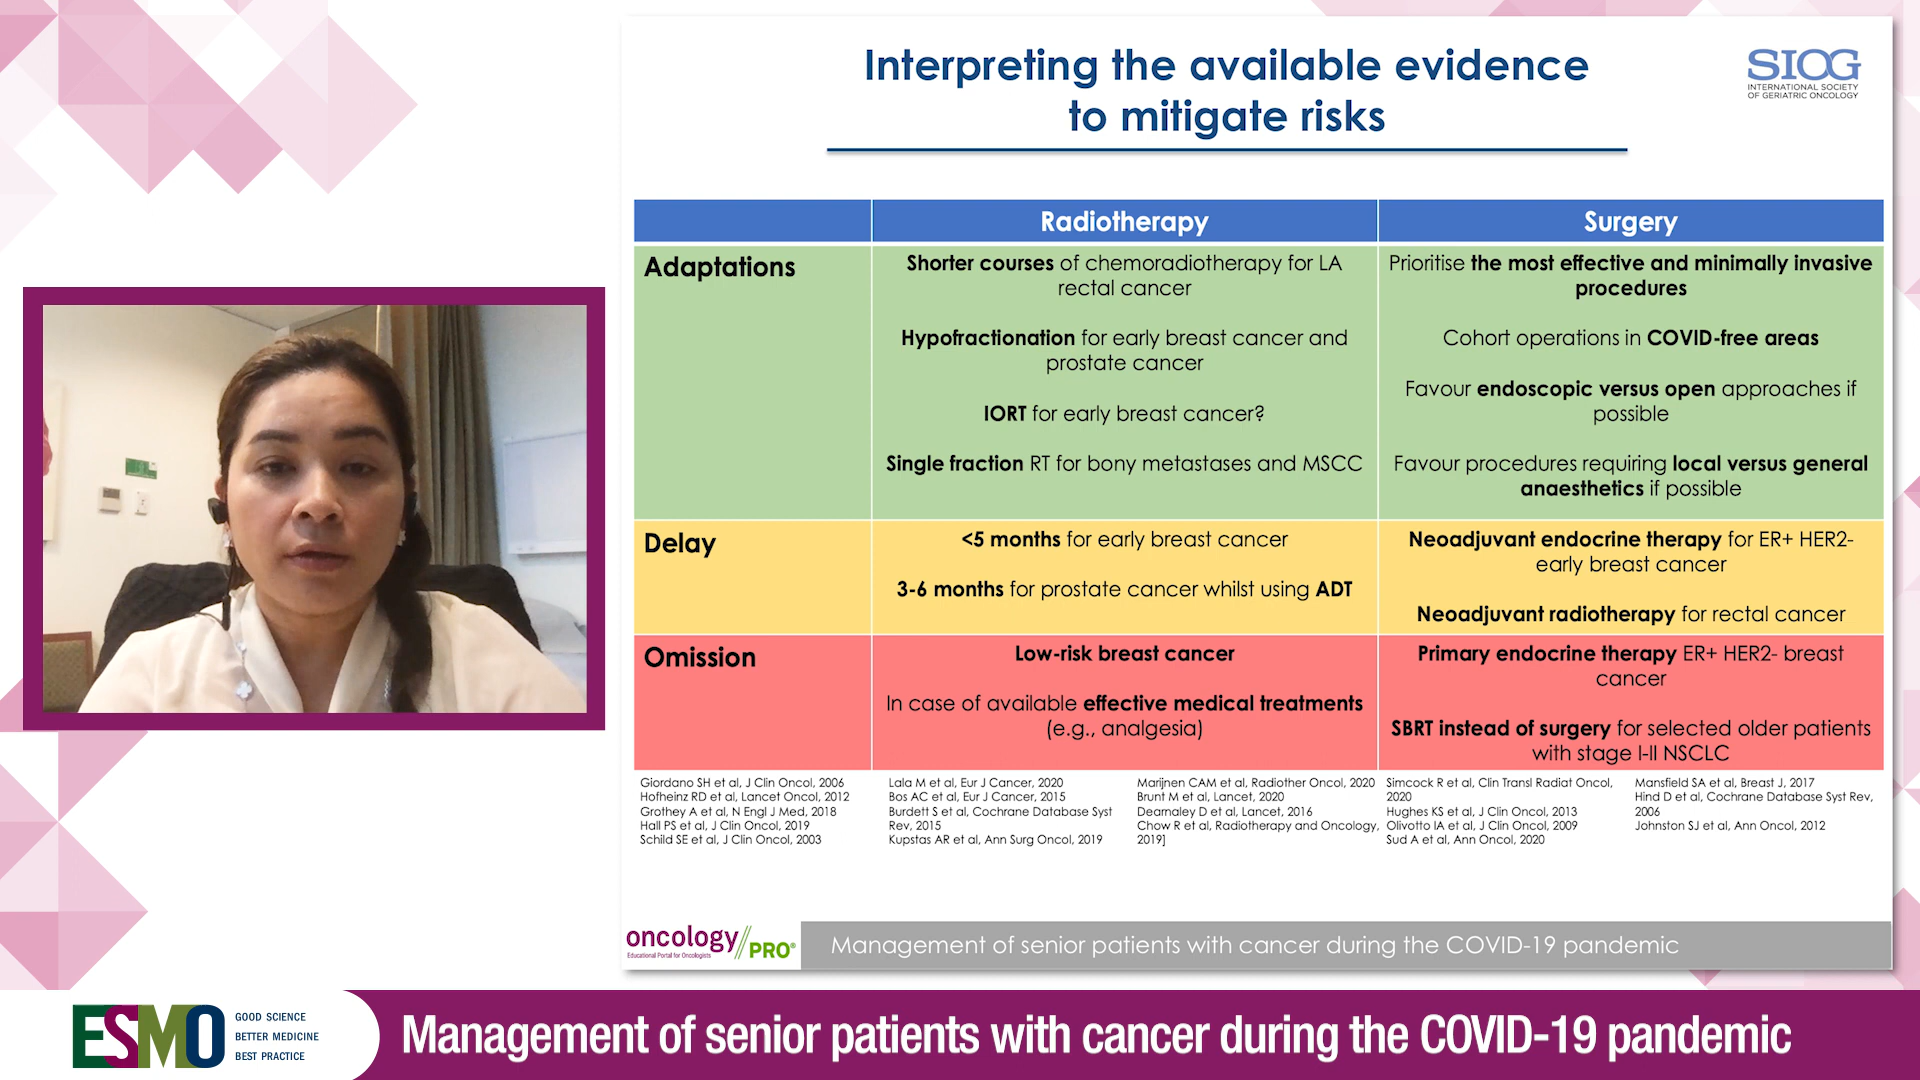 Interpreting the available evidence
to mitigate risks
SIOG
INTERNATIONAL SOCIETY
OF GERIATRIC ONCOLOGY
Radiotherapy
Surgery
Adaptations
Shorter courses of chemoradiotherapy for LA
rectal cancer
Hypofractionation for early breast cancer and
prostate cancer
IORT for early breast cancer?
Single fraction RT for bony metastases and MSCC
Prioritise the most effective and minimally invasive
procedures
Cohort operations in COVID-free areas
Favour endoscopic versus open approaches if
possible
Favour procedures requiring local versus general
anaesthetics if possible
Delay
<5 months for early breast cancer
3-6 months for prostate cancer whilst using ADT
Neoadjuvant endocrine therapy for ER+ HER2-
early breast cancer
Neoadjuvant radiotherapy for rectal cancer
Omission
Low-risk breast cancer
In case of available effective medical treatments
(e.g., analgesia)
Primary endocrine therapy ER+ HER2- breast
cancer
SBRT instead of surgery for selected older patients
with stage I-II NSCLC
Giordano SH et al, J Clin Oncol, 2006
Hofheinz RD et al, Lancet Oncol, 2012
Grothey A et al, N Engl J Med, 2018
Hall PS et al, J Clin Oncol, 2019
Schild SE et al, J Clin Oncol, 2003
Lala M et al, Eur J Cancer, 2020
Bos AC et al, Eur J Cancer, 2015
Burdett S et al, Cochrane Database Syst
Rev, 2015
Kupstas AR et al, Ann Surg Oncol, 2019
Marijnen CAM et al, Radiother Oncol, 2020
Brunt M et al, Lancet, 2020
Dearnaley D et al, Lancet, 2016
Chow R et al, Radiotherapy and Oncology,
2019]
Simcock R et al, Clin Transl Radiat Oncol,
2020
Hughes KS et al, J Clin Oncol, 2013
Olivotto IA et al, J Clin Oncol, 2009
Sud A et al, Ann Oncol, 2020
Mansfield SA et al, Breast J, 2017
Hind D et al, Cochrane Database Syst Rev,
2006
Johnston SJ et al, Ann Oncol, 2012
oncology//PRO®
Educational Portal for Oncologists
Management of senior patients with cancer during the COVID-19 pandemic
ESMO
GOOD SCIENCE
BETTER MEDICINE
BEST PRACTICE
Management of senior patients with cancer during the COVID-19 pandemic